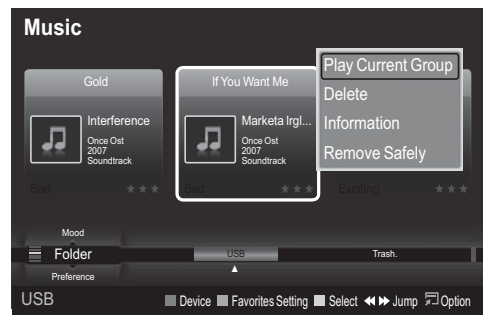 Music
Gold
Interference
Once Ost
2007
Soundtrack
Sad ★★★
If You Want Me
Marketa Irgl...
Once Ost
2007
Soundtrack
Sad ★★★
Play Current Group
Delete
Information
Remove Safely
Exciting ★★★
Mood
Folder
Preference
USB
Trash.
USB
Device Favorites Setting Select Jump Option